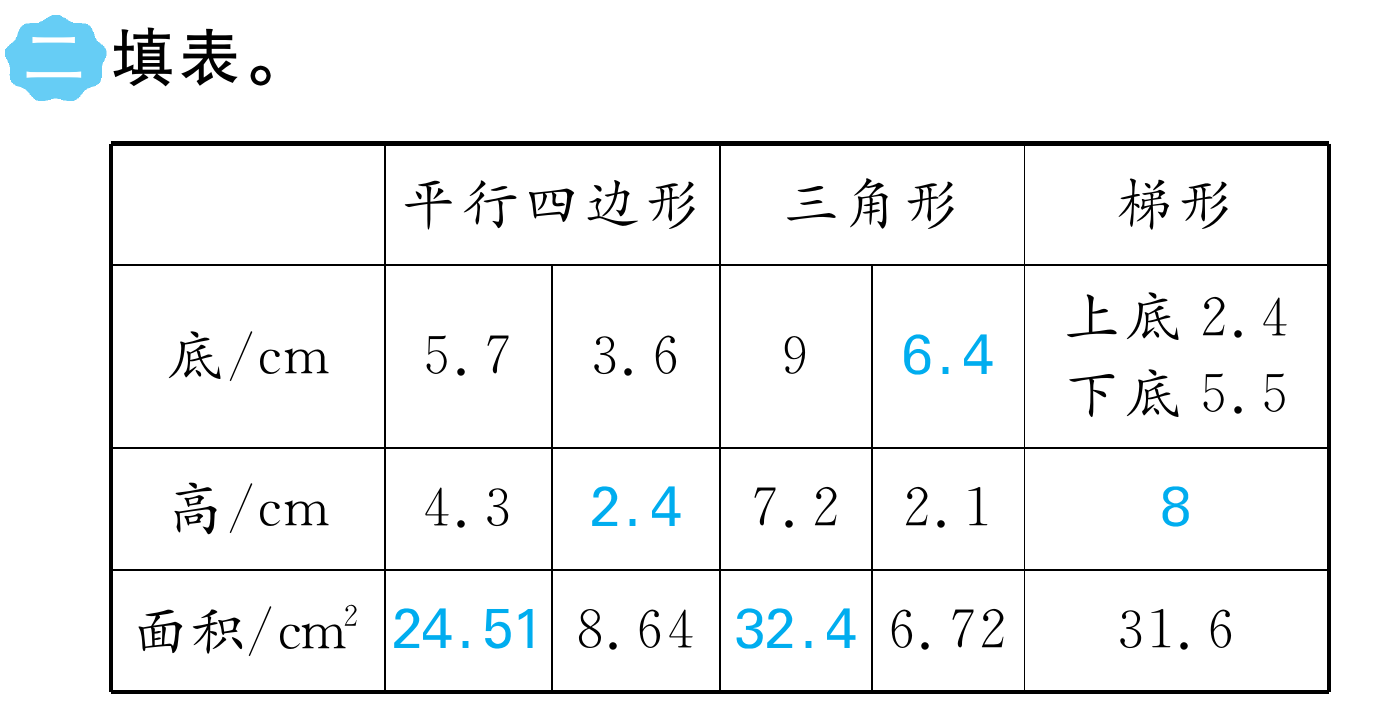 二 填表。
平行四边形 三角形 梯形
底/cm 5.7 3.6 9 6.4 上底 2.4
下底 5.5
高/cm 4.3 2.4 7.2 2.1 8
面积/cm² 24.51 8.64 32.4 6.72 31.6